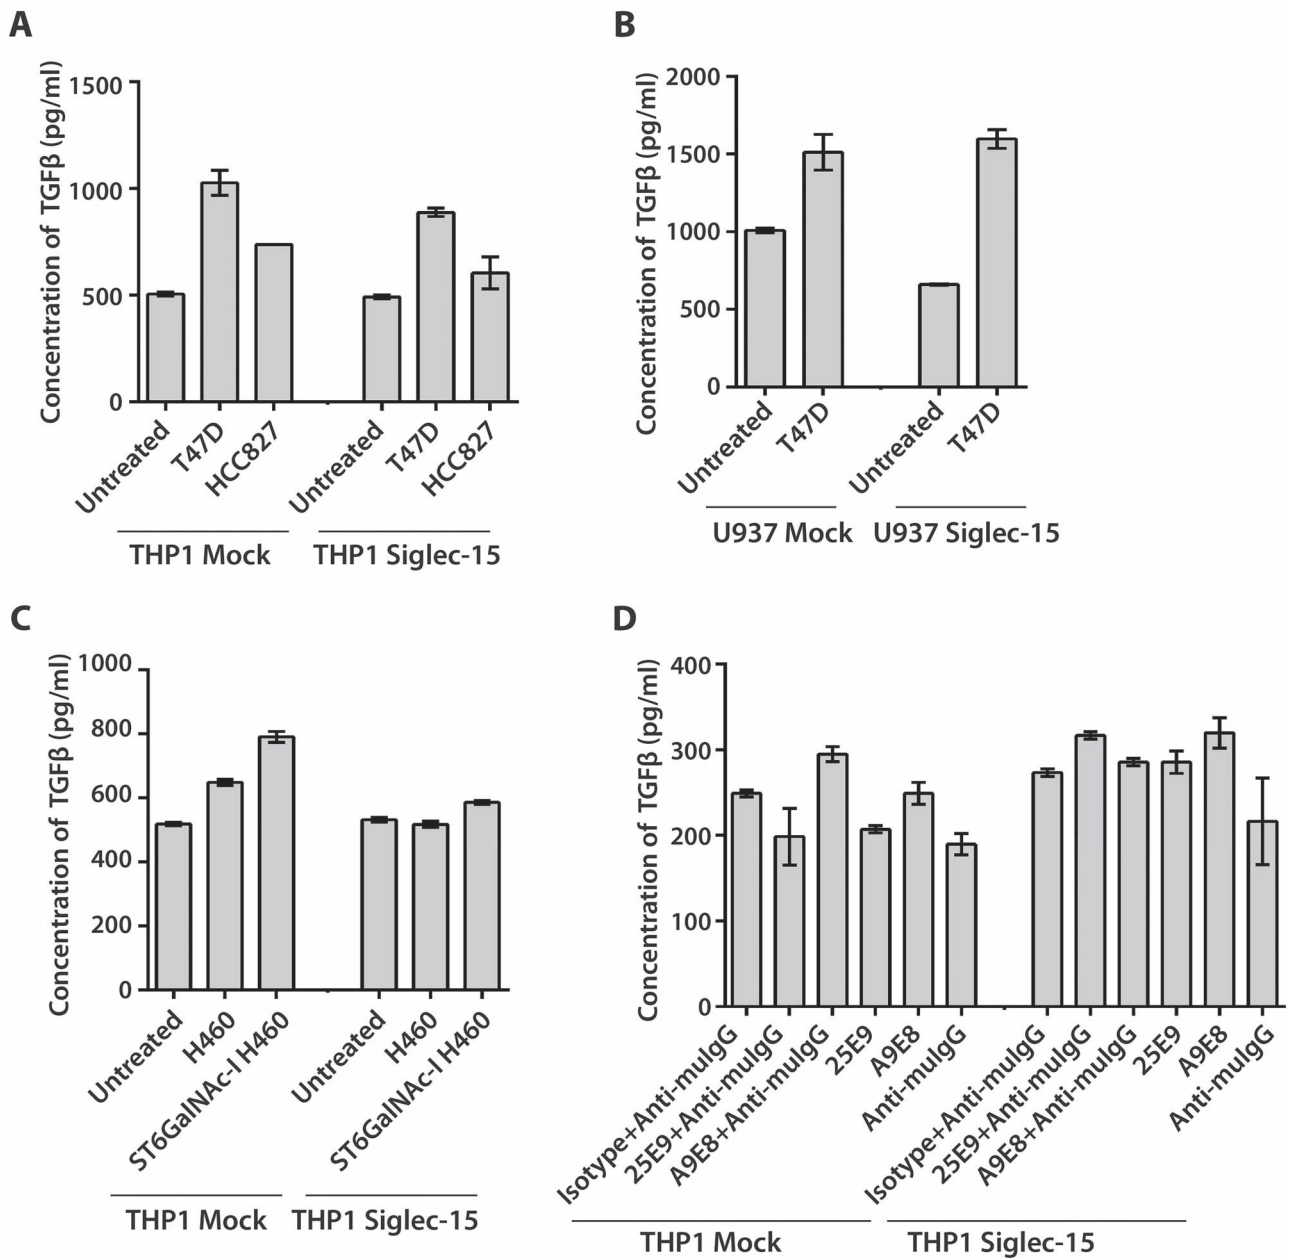 A
Concentration of TGFβ (pg/ml)
1500
1000
500
0
Untreated
T47D
HCC827
Untreated
T47D
HCC827
THP1 Mock
THP1 Siglec-15
B
Concentration of TGFβ (pg/ml)
2000
1500
1000
500
0
Untreated
T47D
Untreated
T47D
U937 Mock
U937 Siglec-15
C
Concentration of TGFβ (pg/ml)
1000
800
600
400
200
0
Untreated
H460
ST6GalNAc-I H460
Untreated
H460
ST6GalNAc-I H460
THP1 Mock
THP1 Siglec-15
D
Concentration of TGFβ (pg/ml)
400
300
200
100
0
Isotype+Anti-muIgG
25E9+Anti-muIgG
A9E8+Anti-muIgG
25E9
A9E8
Anti-muIgG
Isotype+Anti-muIgG
25E9+Anti-muIgG
A9E8+Anti-muIgG
25E9
A9E8
Anti-muIgG
THP1 Mock
THP1 Siglec-15